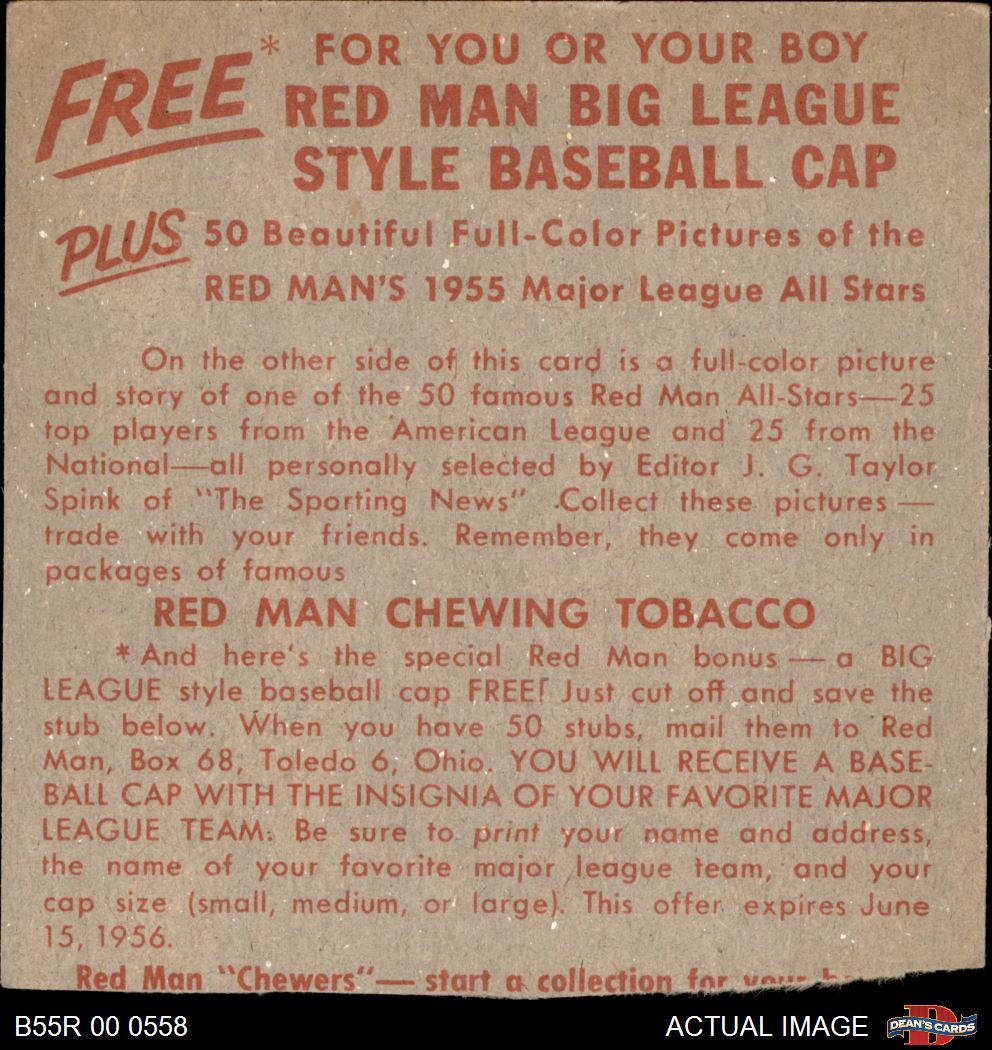 FREE* FOR YOU OR YOUR BOY
RED MAN BIG LEAGUE
STYLE BASEBALL CAP
PLUS 50 Beautiful Full-Color Pictures of the
RED MAN'S 1955 Major League All Stars
On the other side of this card is a full-color picture
and story of one of the 50 famous Red Man All-Stars—25
top players from the American League and 25 from the
National—all personally selected by Editor J. G. Taylor
Spink of "The Sporting News" Collect these pictures —
trade with your friends. Remember, they come only in
packages of famous
RED MAN CHEWING TOBACCO
*And here's the special Red Man bonus — a BIG
LEAGUE style baseball cap FREE! Just cut off and save the
stub below. When you have 50 stubs, mail them to Red
Man, Box 68, Toledo 6, Ohio. YOU WILL RECEIVE A BASE-
BALL CAP WITH THE INSIGNIA OF YOUR FAVORITE MAJOR
LEAGUE TEAM. Be sure to print your name and address,
the name of your favorite major league team, and your
cap size (small, medium, or large). This offer expires June
15, 1956.
Red Man "Chewers"— start a collection for your
B55R 00 0558
ACTUAL IMAGE
DEAN'S CARDS